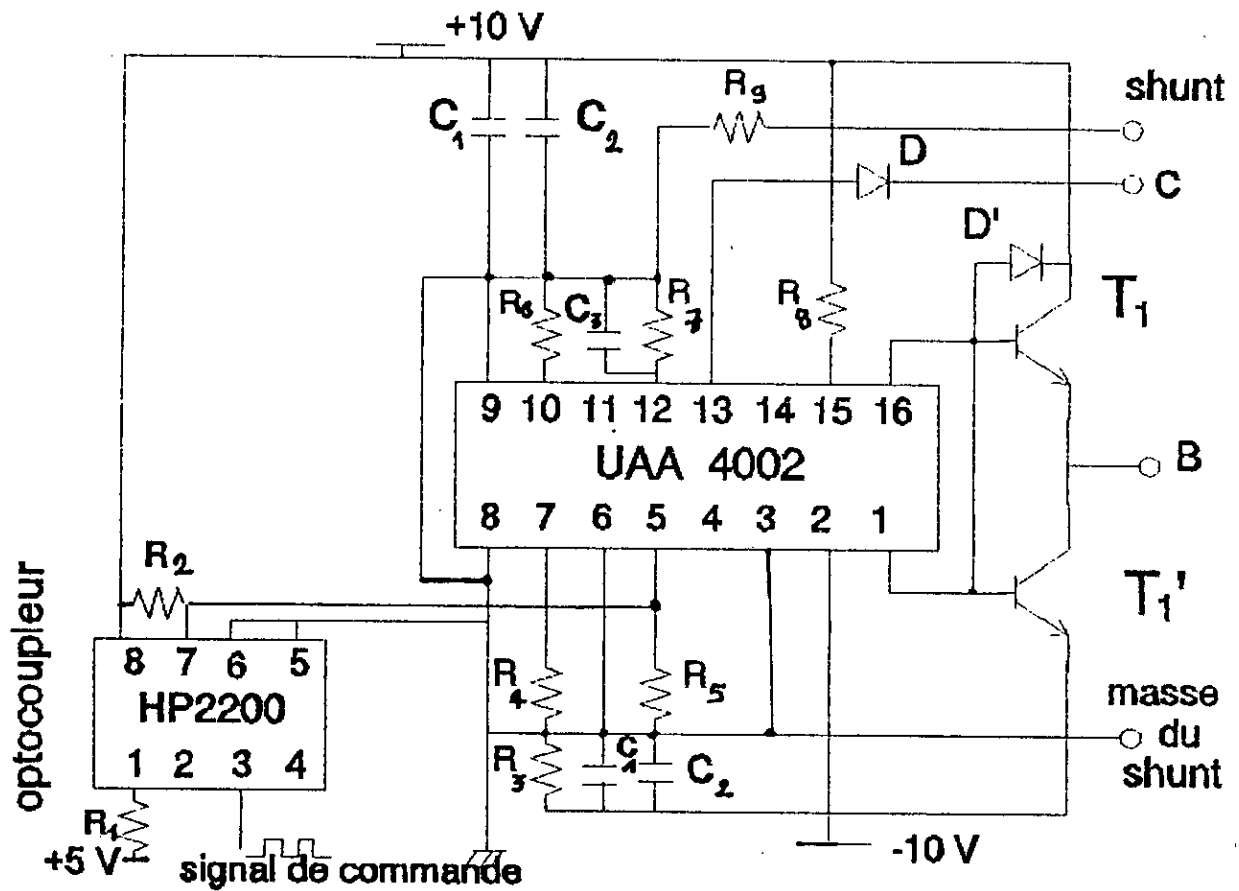 +10 V
R9
shunt
C1
C2
D
C
D'
R6
C3
R7
R8
T1
9 10 11 12 13 14 15 16
UAA 4002
B
8 7 6 5 4 3 2 1
R2
T1'
optocoupleur
8 7 6 5
HP2200
R4
R5
masse
du
shunt
1 2 3 4
R3
C1
C2
R1
+5 V
signal de commande
-10 V